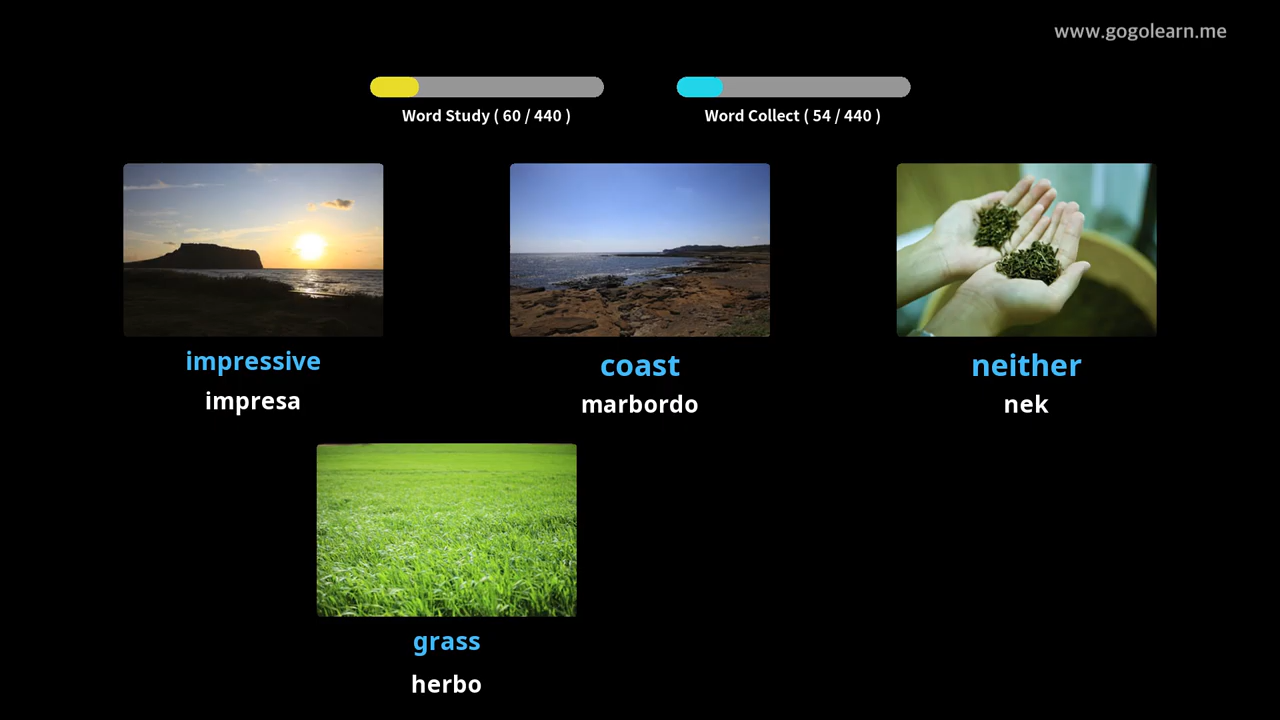 www.gogolearn.me
Word Study ( 60 / 440 )
Word Collect ( 54 / 440 )
impressive
impresa
coast
marbordo
neither
nek
grass
herbo